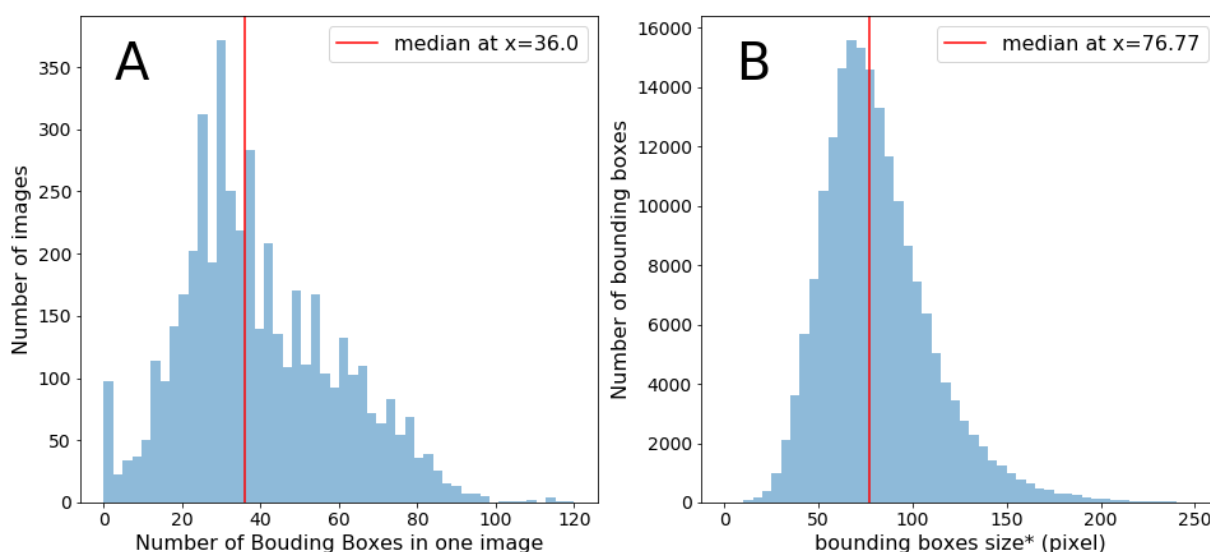 A
median at x=36.0
Number of images
350
300
250
200
150
100
50
0
0 20 40 60 80 100 120
Number of Bouding Boxes in one image
B
median at x=76.77
Number of bounding boxes
16000
14000
12000
10000
8000
6000
4000
2000
0
0 50 100 150 200 250
bounding boxes size* (pixel)